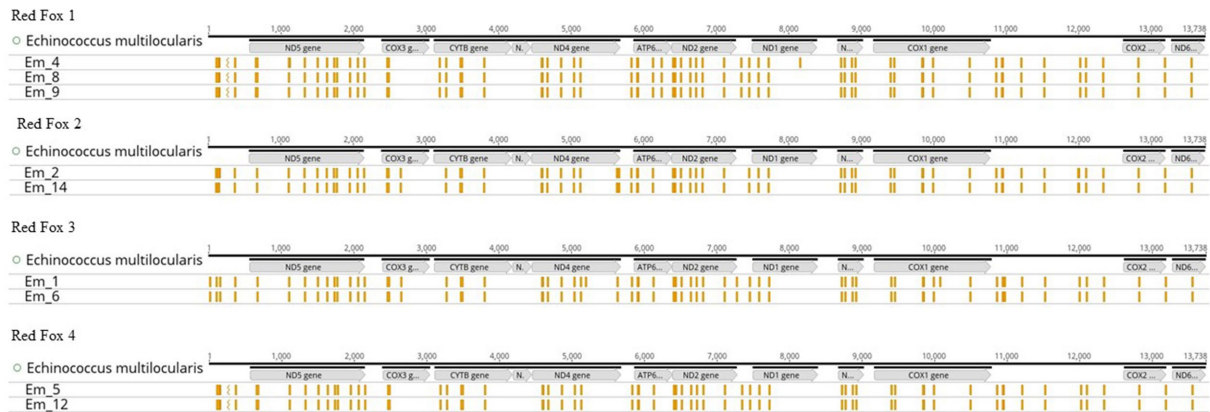 Red Fox 1
1 1,000 2,000 3,000 4,000 5,000 6,000 7,000 8,000 9,000 10,000 11,000 12,000 13,000 13,738
Echinococcus multilocularis
ND5 gene COX3 g... CYTB gene N. ND4 gene ATP6... ND2 gene ND1 gene N... COX1 gene COX2 ... ND6...
Em_4
Em_8
Em_9
Red Fox 2
1 1,000 2,000 3,000 4,000 5,000 6,000 7,000 8,000 9,000 10,000 11,000 12,000 13,000 13,738
Echinococcus multilocularis
ND5 gene COX3 g... CYTB gene N. ND4 gene ATP6... ND2 gene ND1 gene N... COX1 gene COX2 ... ND6...
Em_2
Em_14
Red Fox 3
1 1,000 2,000 3,000 4,000 5,000 6,000 7,000 8,000 9,000 10,000 11,000 12,000 13,000 13,738
Echinococcus multilocularis
ND5 gene COX3 g... CYTB gene N. ND4 gene ATP6... ND2 gene ND1 gene N... COX1 gene COX2 ... ND6...
Em_1
Em_6
Red Fox 4
1 1,000 2,000 3,000 4,000 5,000 6,000 7,000 8,000 9,000 10,000 11,000 12,000 13,000 13,738
Echinococcus multilocularis
ND5 gene COX3 g... CYTB gene N. ND4 gene ATP6... ND2 gene ND1 gene N... COX1 gene COX2 ... ND6...
Em_5
Em_12